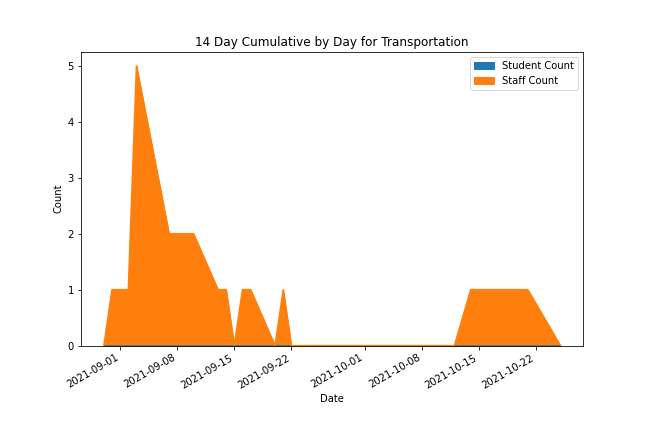 14 Day Cumulative by Day for Transportation
Student Count
Staff Count
5
4
3
2
1
0
Count
2021-09-01
2021-09-08
2021-09-15
2021-09-22
2021-10-01
2021-10-08
2021-10-15
2021-10-22
Date